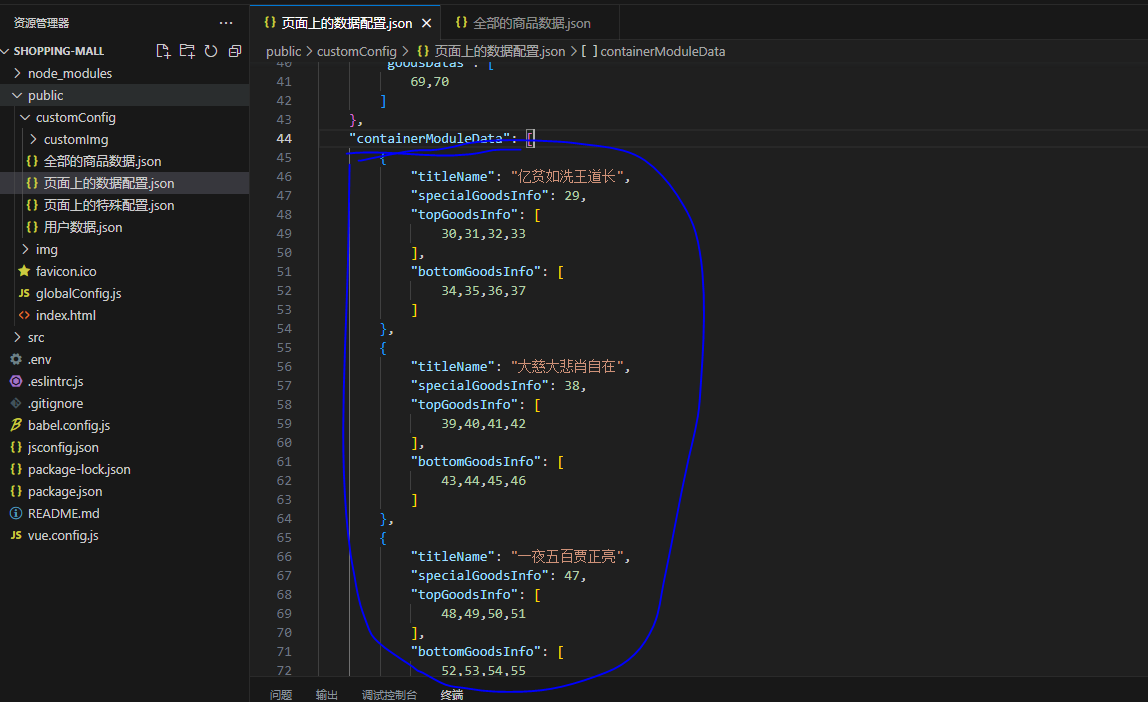 资源管理器
···
SHOPPING-MALL
node_modules
public
customConfig
customImg
{} 全部的商品数据.json
{} 页面上的数据配置.json
{} 页面上的特殊配置.json
{} 用户数据.json
img
favicon.ico
JS globalConfig.js
<> index.html
src
.env
.eslintrc.js
.gitignore
babel.config.js
{} jsconfig.json
{} package-lock.json
{} package.json
README.md
JS vue.config.js
{} 页面上的数据配置.json ×
{} 全部的商品数据.json
public > customConfig > {} 页面上的数据配置.json > [ ] containerModuleData
40 "goodsDatas": [
41 69,70
42 ]
43 },
44 "containerModuleData": [
45 {
46 "titleName": "亿贫如洗王道长",
47 "specialGoodsInfo": 29,
48 "topGoodsInfo": [
49 30,31,32,33
50 ],
51 "bottomGoodsInfo": [
52 34,35,36,37
53 ]
54 },
55 {
56 "titleName": "大慈大悲肖自在",
57 "specialGoodsInfo": 38,
58 "topGoodsInfo": [
59 39,40,41,42
60 ],
61 "bottomGoodsInfo": [
62 43,44,45,46
63 ]
64 },
65 {
66 "titleName": "一夜五百贾正亮",
67 "specialGoodsInfo": 47,
68 "topGoodsInfo": [
69 48,49,50,51
70 ],
71 "bottomGoodsInfo": [
72 52,53,54,55
问题 输出 调试控制台 终端